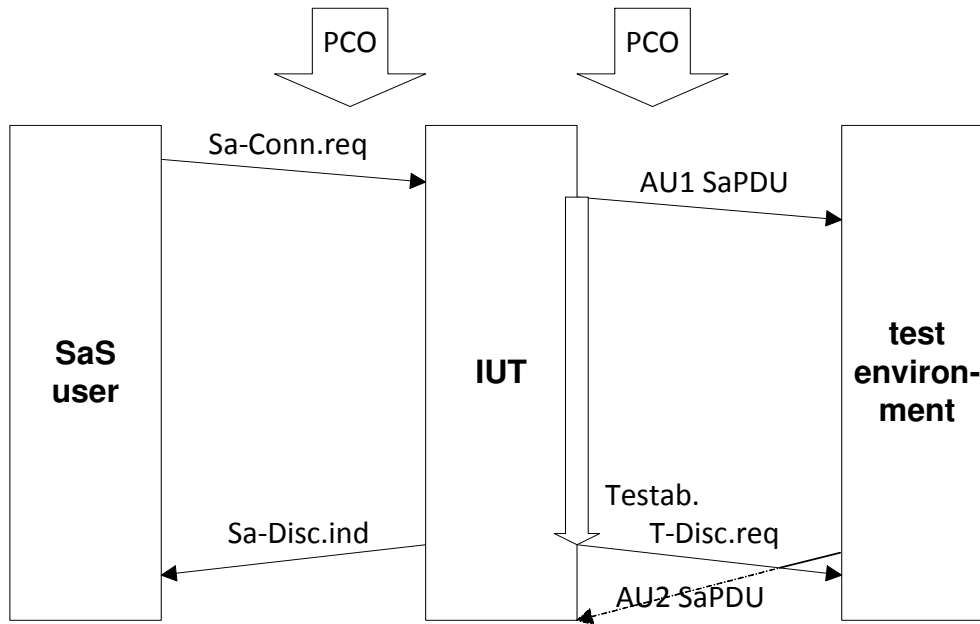 PCO
PCO
Sa-Conn.req
AU1 SaPDU
SaS
user
IUT
test
environ-
ment
Testab.
Sa-Disc.ind
T-Disc.req
AU2 SaPDU